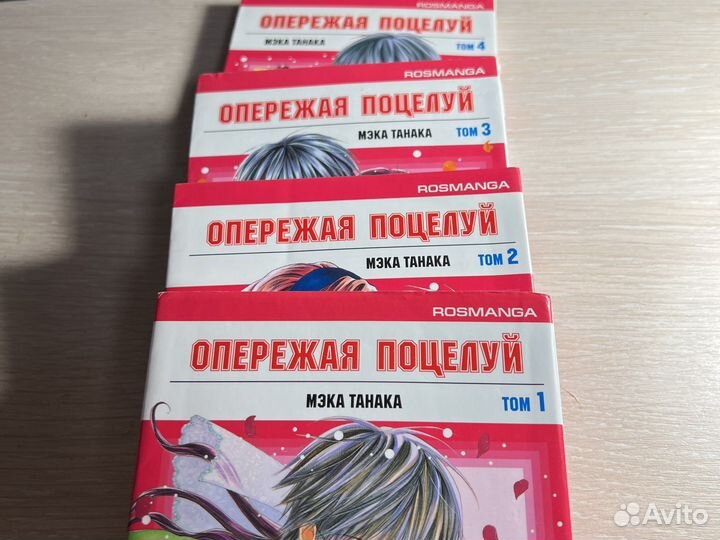 ROSMANGA
ОПЕРЕЖАЯ ПОЦЕЛУЙ
МЭКА ТАНАКА ТОМ 4
ROSMANGA
ОПЕРЕЖАЯ ПОЦЕЛУЙ
МЭКА ТАНАКА ТОМ 3
ROSMANGA
ОПЕРЕЖАЯ ПОЦЕЛУЙ
МЭКА ТАНАКА ТОМ 2
ROSMANGA
ОПЕРЕЖАЯ ПОЦЕЛУЙ
МЭКА ТАНАКА ТОМ 1
Avito